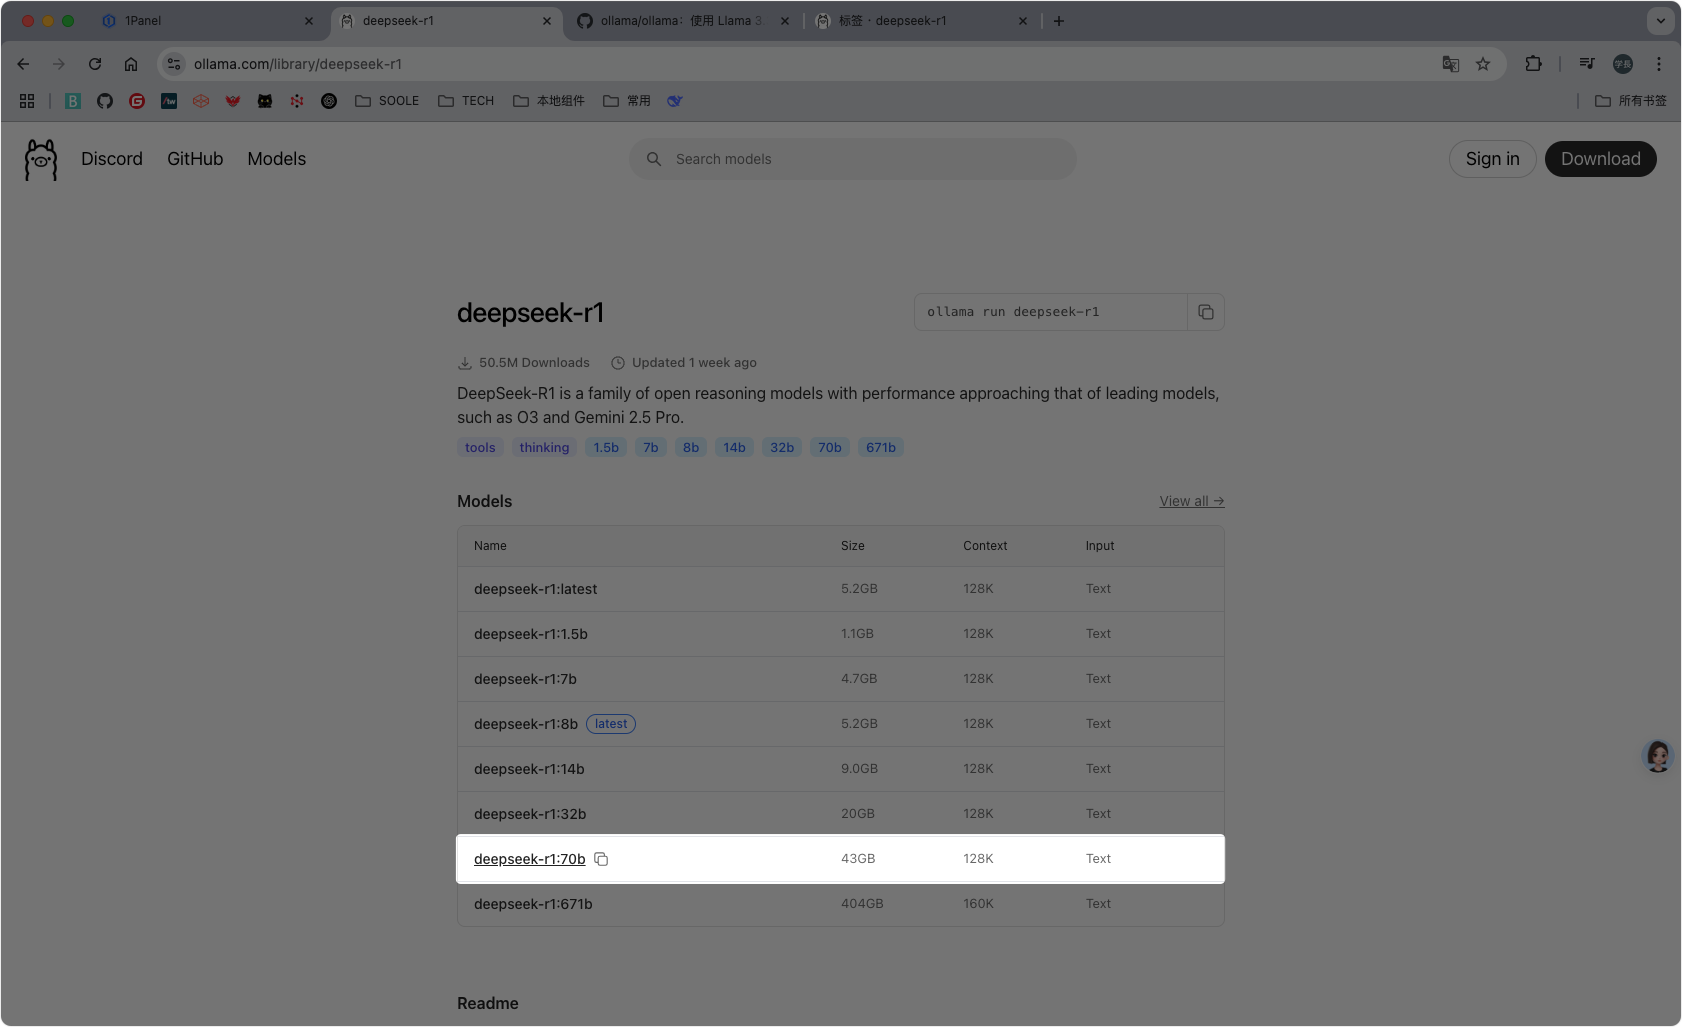 1Panel
deepseek-r1
ollama/ollama：使用 Llama 3.
标签 · deepseek-r1
ollama.com/library/deepseek-r1
学長
SOOLE
TECH
本地组件
常用
所有书签
Discord
GitHub
Models
Search models
Sign in
Download
deepseek-r1
ollama run deepseek-r1
50.5M Downloads
Updated 1 week ago
DeepSeek-R1 is a family of open reasoning models with performance approaching that of leading models,
such as O3 and Gemini 2.5 Pro.
tools thinking 1.5b 7b 8b 14b 32b 70b 671b
Models
View all →
Name Size Context Input
deepseek-r1:latest 5.2GB 128K Text
deepseek-r1:1.5b 1.1GB 128K Text
deepseek-r1:7b 4.7GB 128K Text
deepseek-r1:8b latest 5.2GB 128K Text
deepseek-r1:14b 9.0GB 128K Text
deepseek-r1:32b 20GB 128K Text
deepseek-r1:70b 43GB 128K Text
deepseek-r1:671b 404GB 160K Text
Readme